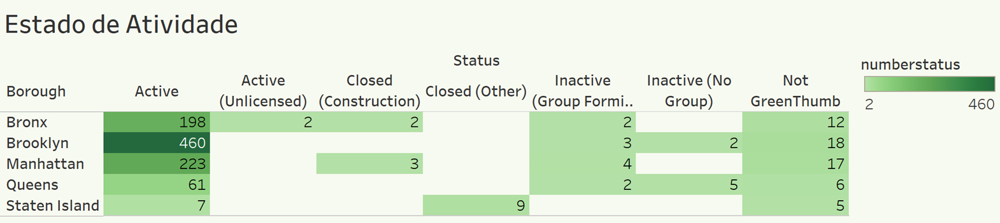 Estado de Atividade
Status
numberstatus
2 460
Borough Active Active (Unlicensed) Closed (Construction) Closed (Other) Inactive (Group Formi.. Inactive (No Group) Not GreenThumb
Bronx 198 2 2 2 12
Brooklyn 460 3 2 18
Manhattan 223 3 4 17
Queens 61 2 5 6
Staten Island 7 9 5